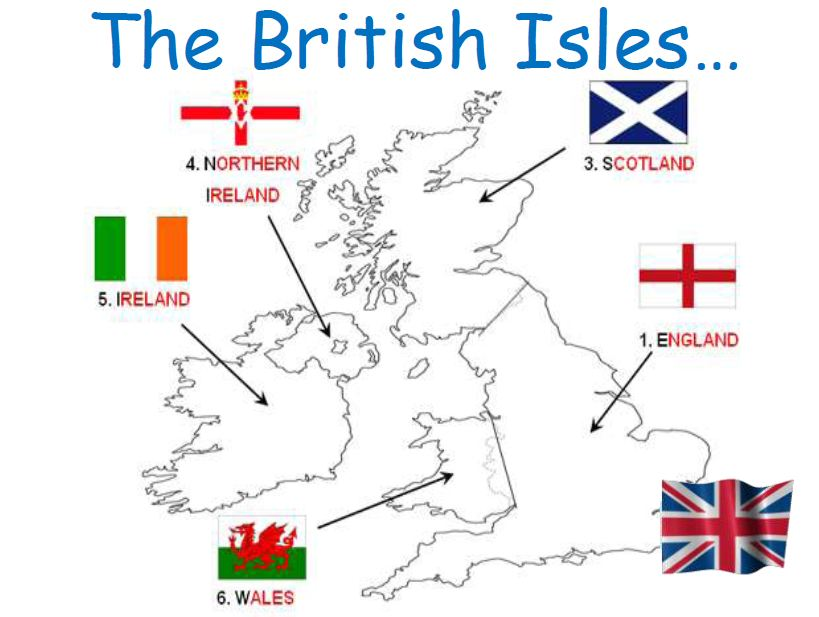 The British Isles...
4. NORTHERN
IRELAND
3. SCOTLAND
5. IRELAND
1. ENGLAND
6. WALES